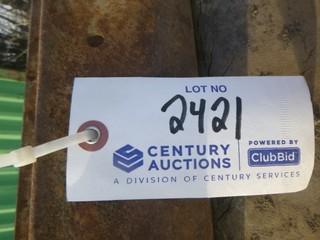 LOT NO
2421
CENTURY AUCTIONS
POWERED BY
ClubBid
A DIVISION OF CENTURY SERVICES